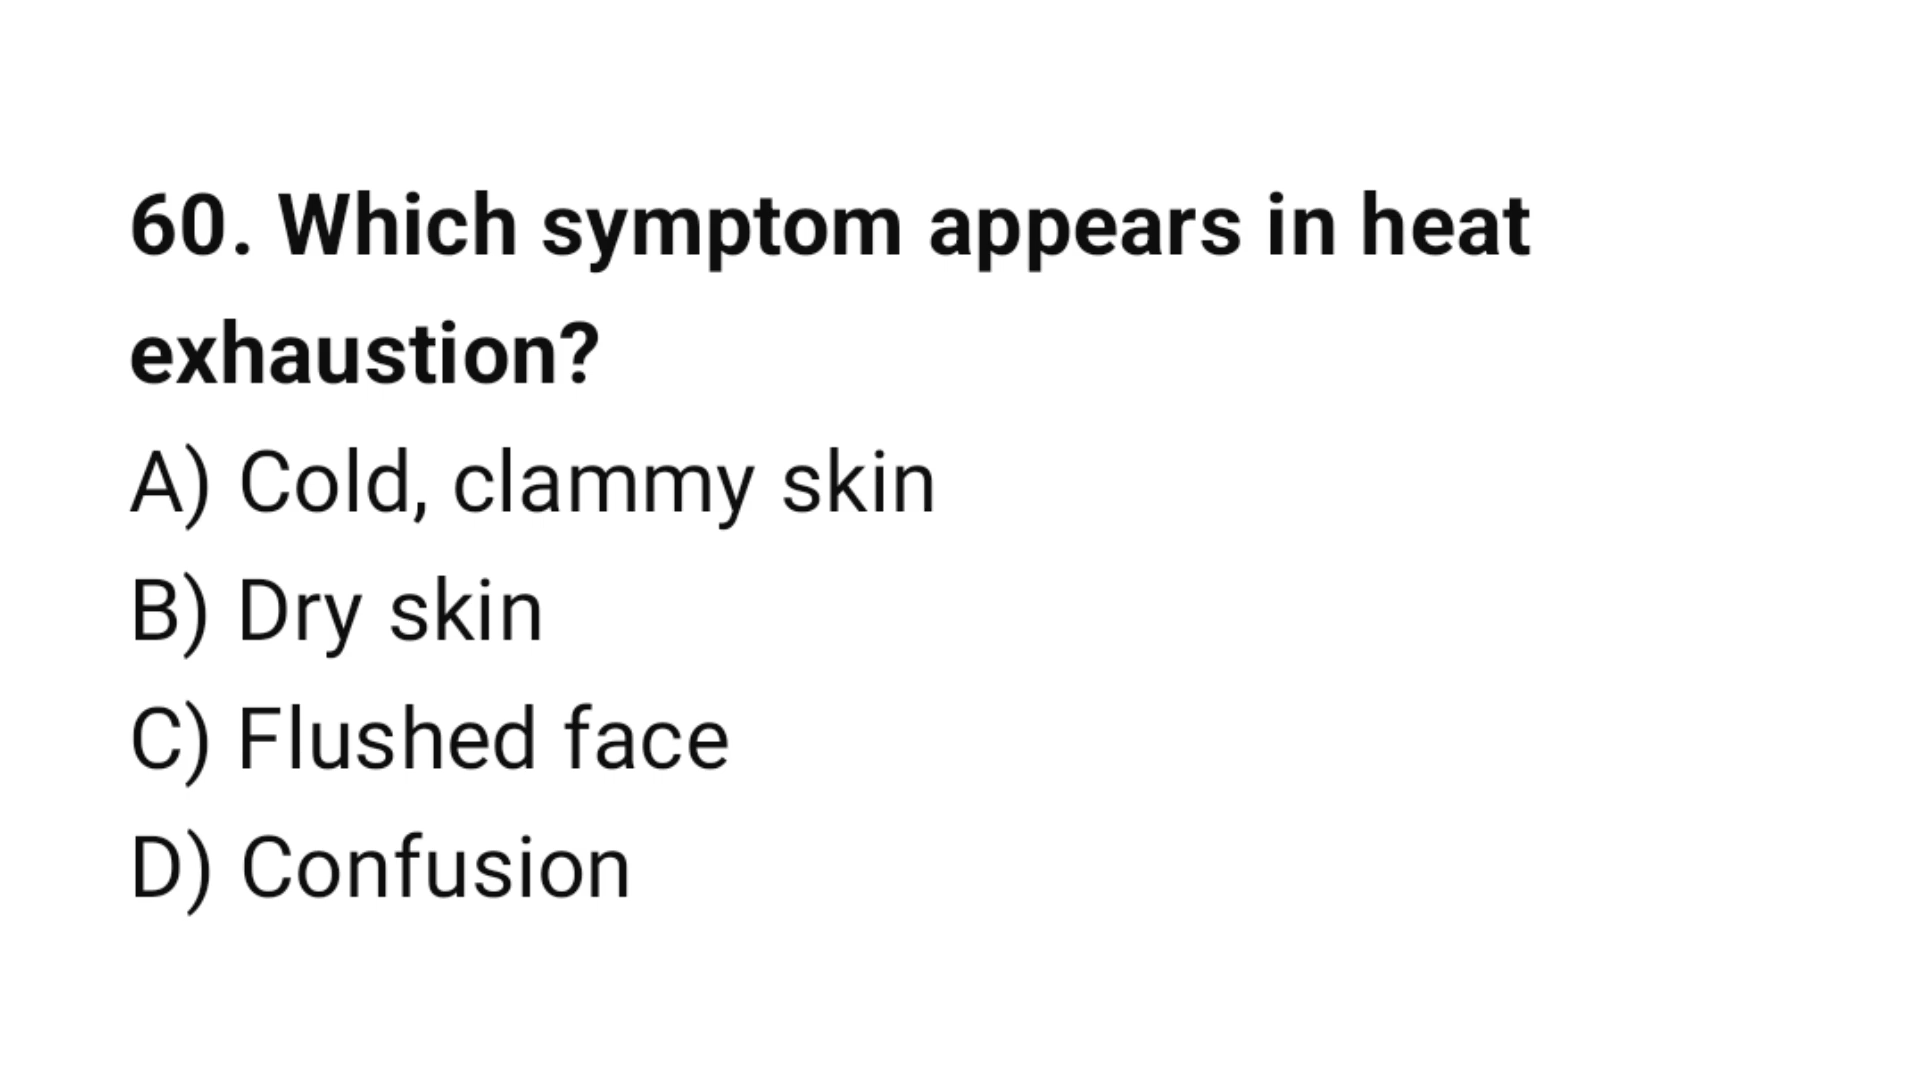 60. Which symptom appears in heat
exhaustion?
A) Cold, clammy skin
B) Dry skin
C) Flushed face
D) Confusion